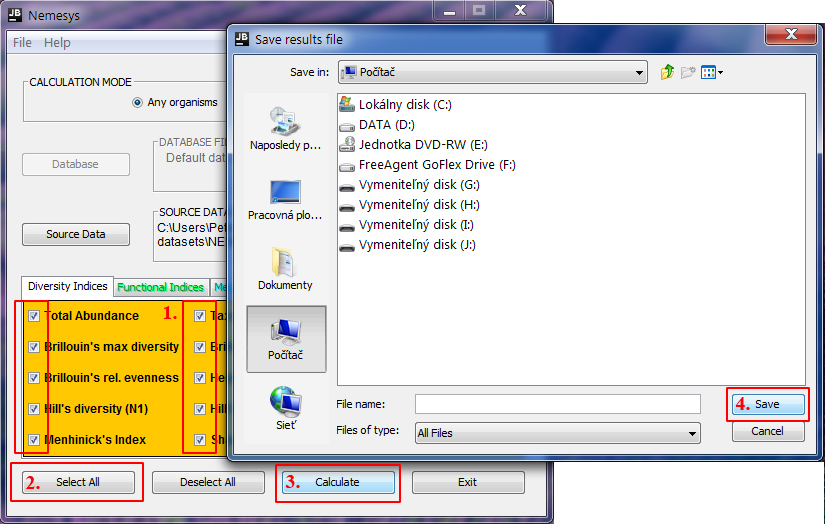 JB Nemesys
File Help
CALCULATION MODE
Any organisms
DATABASE FI
Default dat
Database
SOURCE DATA
C:\Users\Pet
datasets\NE
Source Data
Diversity Indices
Functional Indices
Me
1.
Total Abundance
Ta
Brillouin's max diversity
Bri
Brillouin's rel. evenness
He
Hill's diversity (N1)
Hill
Menhinick's Index
Sh
2. Select All
Deselect All
3. Calculate
Exit
JB Save results file
Save in:
Počítač
Naposledy p...
Pracovná plo...
Dokumenty
Počítač
Sieť
Lokálny disk (C:)
DATA (D:)
Jednotka DVD-RW (E:)
FreeAgent GoFlex Drive (F:)
Vymeniteľný disk (G:)
Vymeniteľný disk (H:)
Vymeniteľný disk (I:)
Vymeniteľný disk (J:)
File name:
4. Save
Files of type:
All Files
Cancel